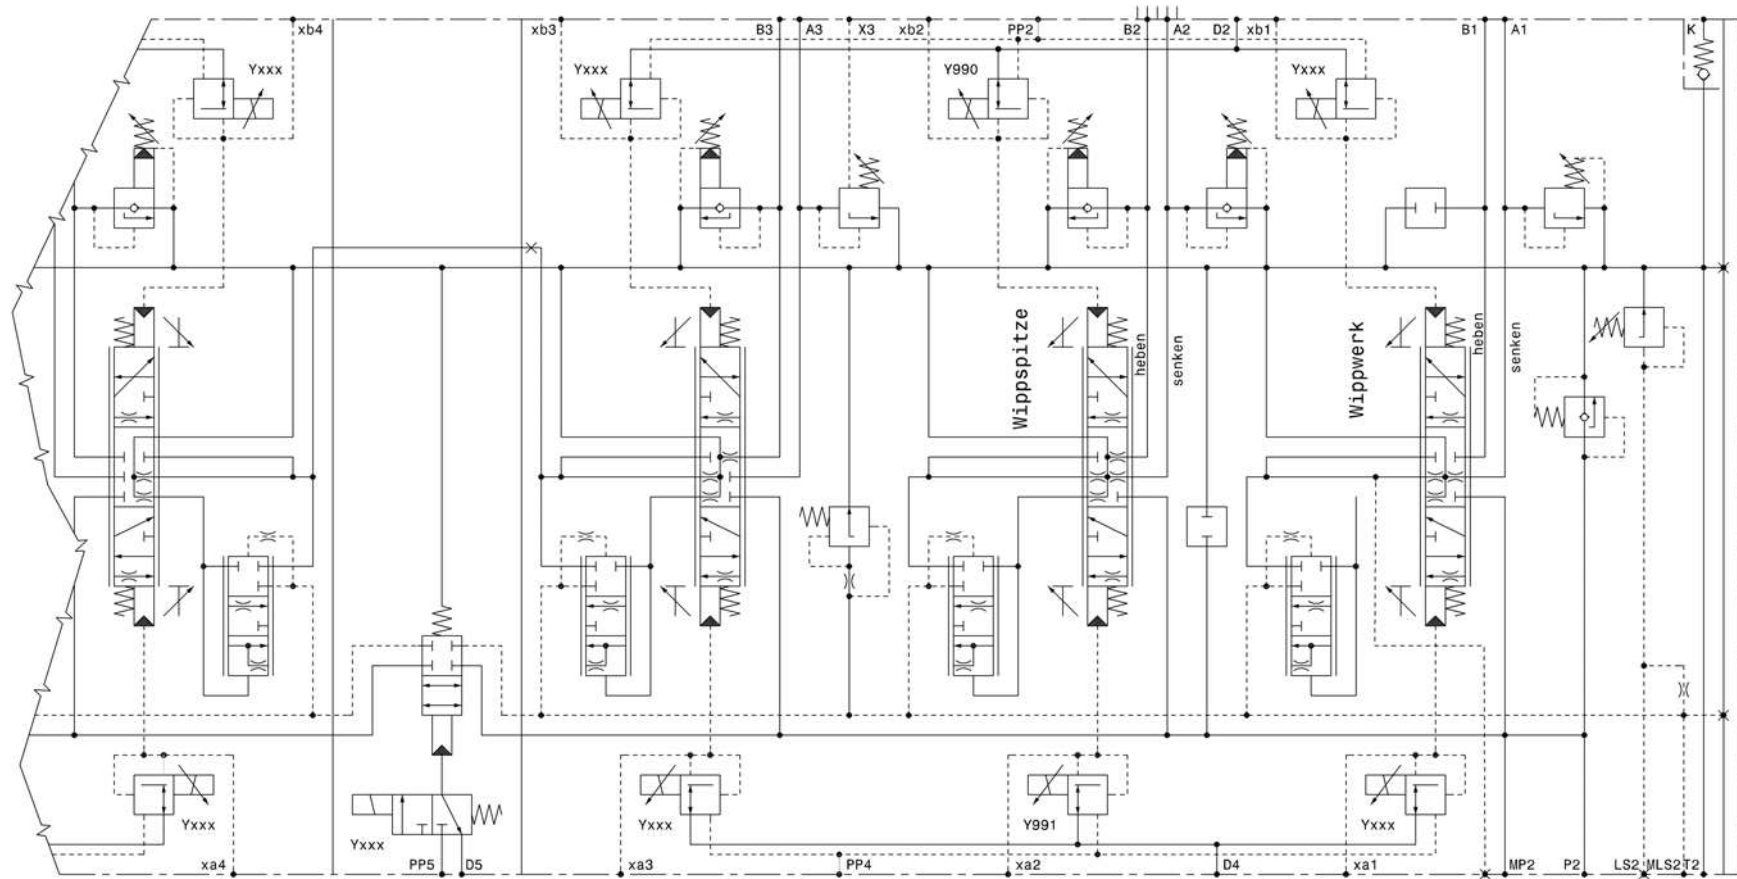 xb4
xb3
B3
A3
X3
xb2
PP2
B2
A2
D2
xb1
B1
A1
K
Yxxx
Yxxx
Y990
Yxxx
Wippspitze
heben
senken
Wippwerk
heben
senken
Yxxx
Yxxx
Yxxx
Y991
Yxxx
xa4
PP5
D5
xa3
PP4
xa2
D4
xa1
MP2
P2
LS2
MLS2
T2